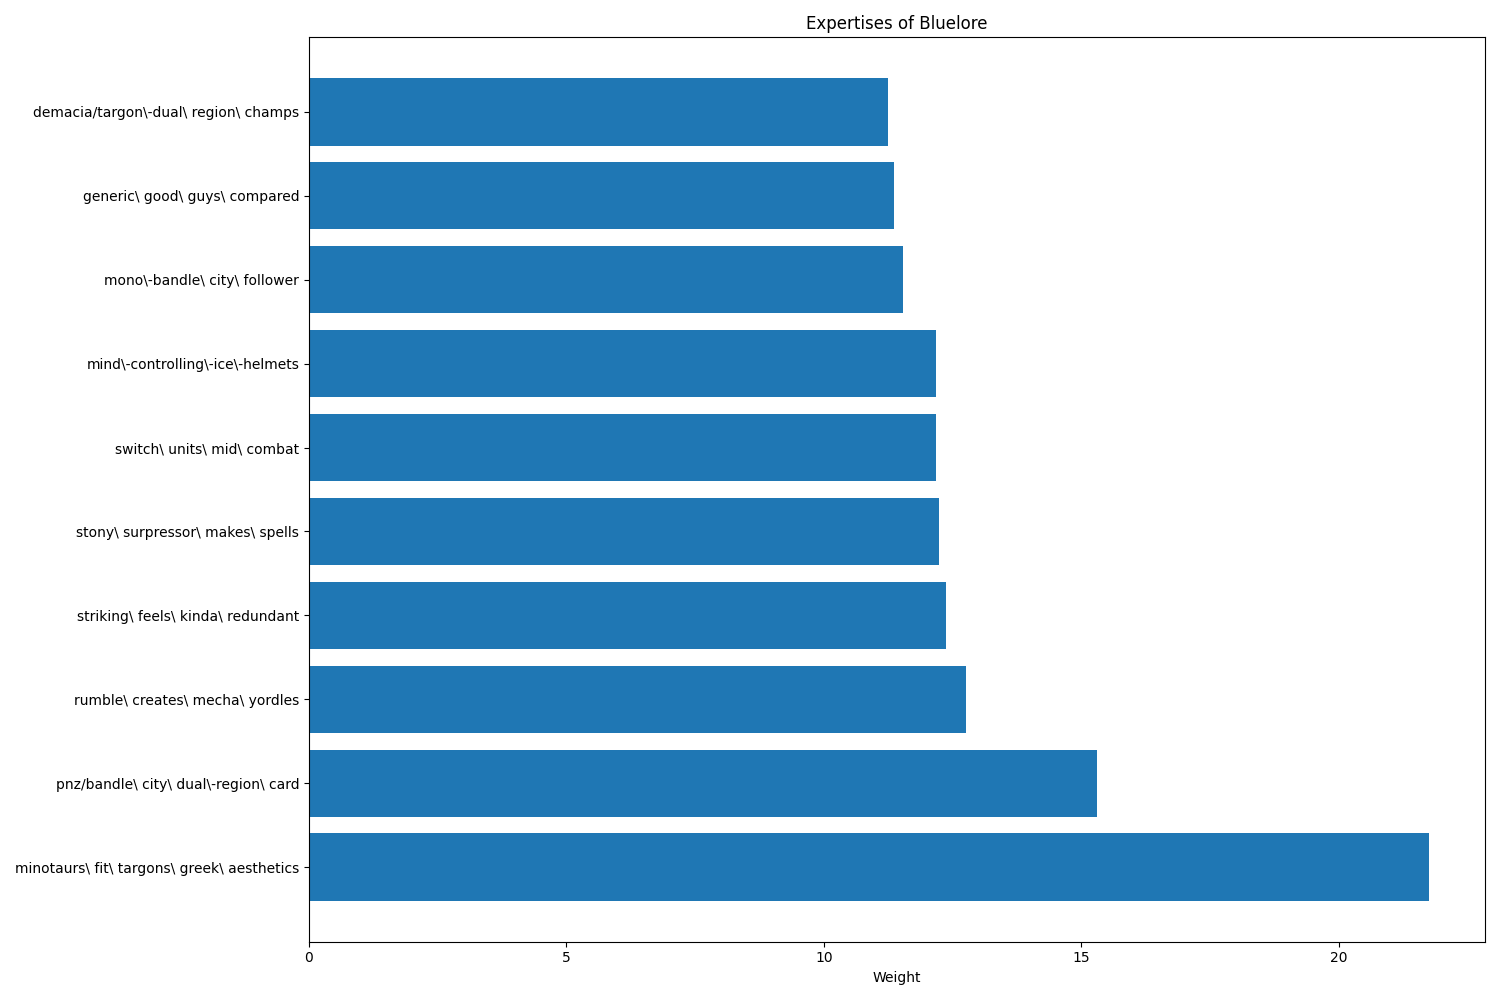 Expertises of Bluelore
demacia/targon\-dual\ region\ champs
generic\ good\ guys\ compared
mono\-bandle\ city\ follower
mind\-controlling\-ice\-helmets
switch\ units\ mid\ combat
stony\ surpressor\ makes\ spells
striking\ feels\ kinda\ redundant
rumble\ creates\ mecha\ yordles
pnz/bandle\ city\ dual\-region\ card
minotaurs\ fit\ targons\ greek\ aesthetics
0 5 10 15 20
Weight